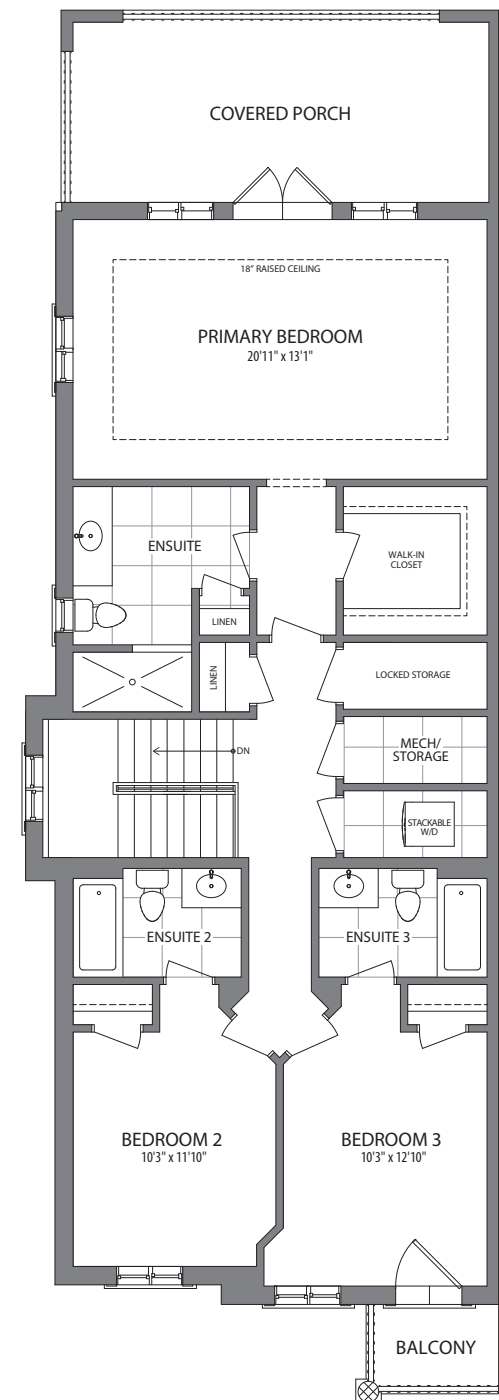 COVERED PORCH
18" RAISED CEILING
PRIMARY BEDROOM
20'11" x 13'1"
ENSUITE
WALK-IN
CLOSET
LINEN
LINEN
LOCKED STORAGE
MECH/
STORAGE
DN
STACKABLE
W/D
ENSUITE 2
ENSUITE 3
BEDROOM 2
10'3" x 11'10"
BEDROOM 3
10'3" x 12'10"
BALCONY